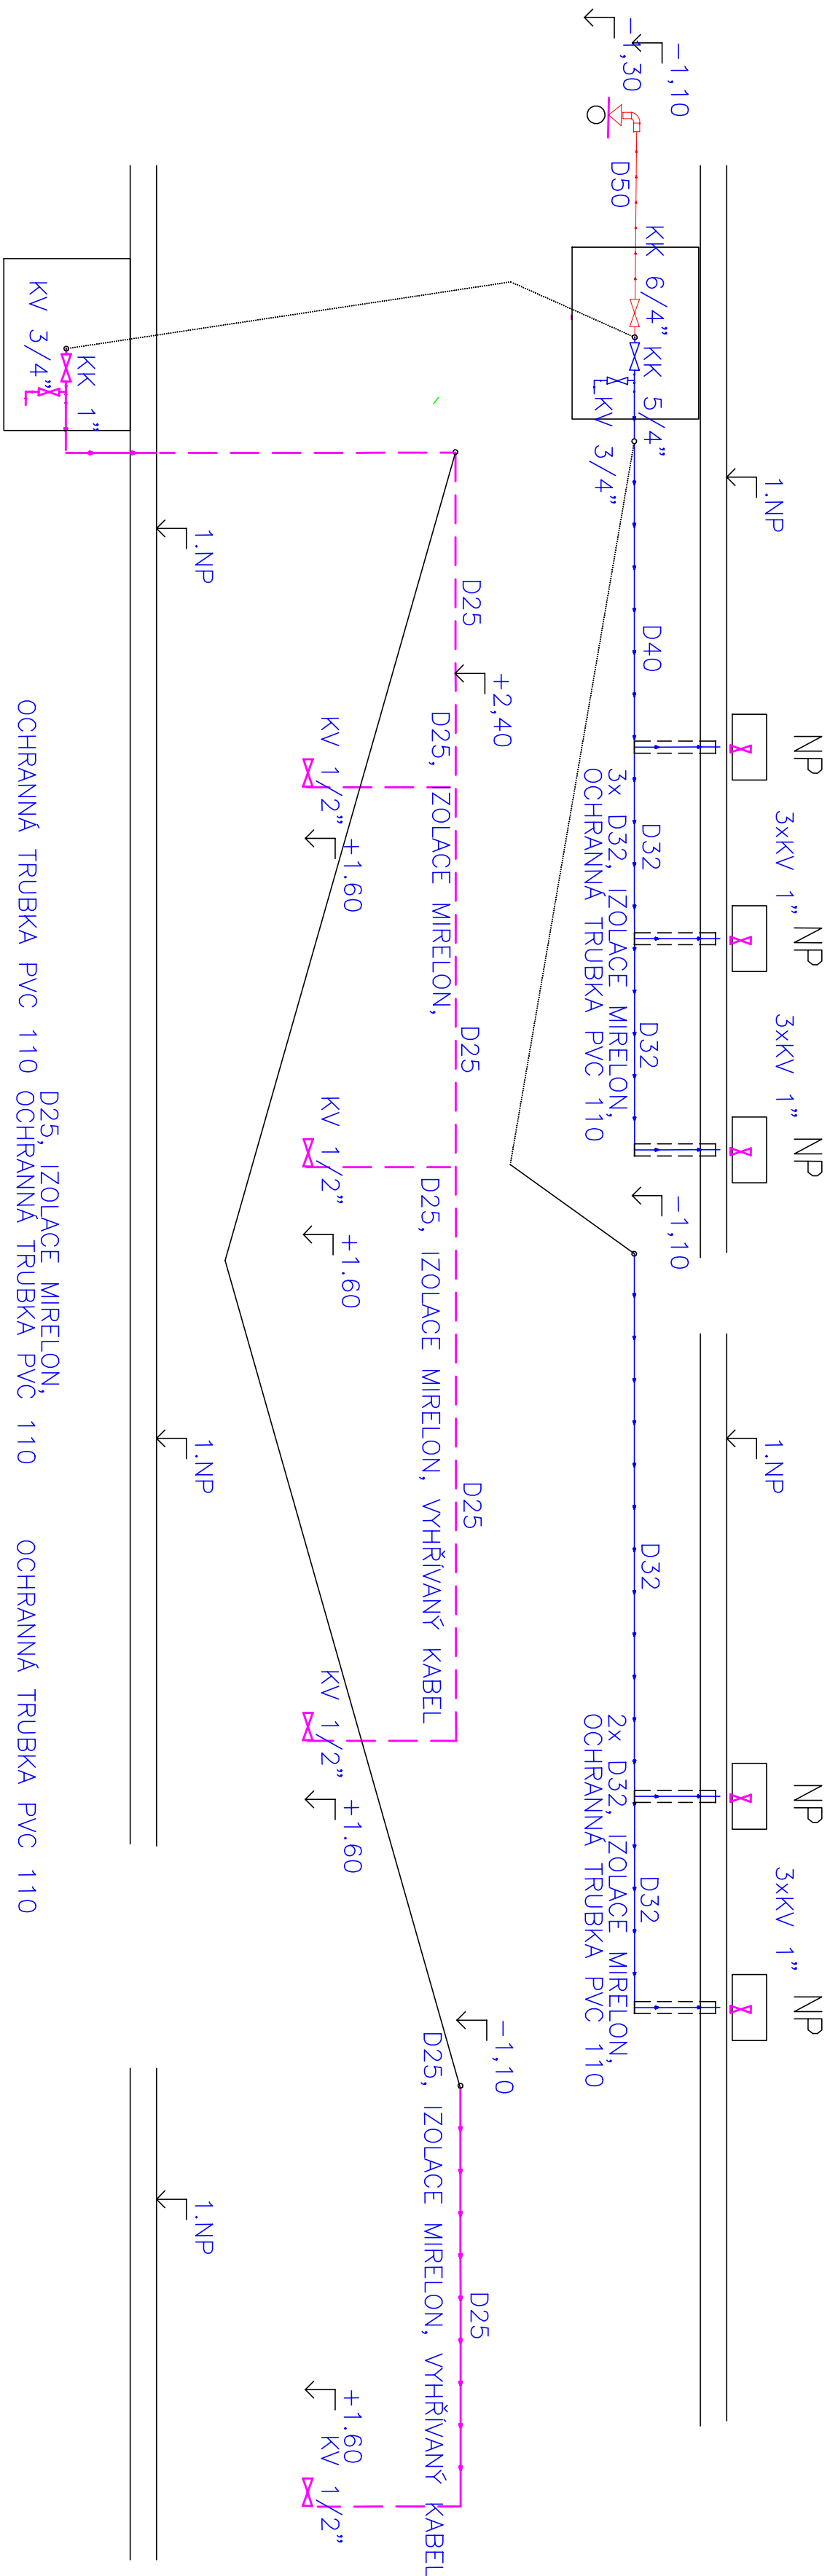 -1,30
-1,10
D50
KK 6/4"
KK 5/4"
KV 3/4"
1.NP
D40
NP
3x D32, IZOLACE MIRELON,
OCHRANNÁ TRUBKA PVC 110
D32
3xKV 1"
NP
D32
3xKV 1"
NP
-1,10
1.NP
D32
NP
2x D32, IZOLACE MIRELON,
OCHRANNÁ TRUBKA PVC 110
D32
3xKV 1"
NP
KV 3/4"
KK 1"
1.NP
D25
+2,40
D25, IZOLACE MIRELON,
KV 1/2"
+1.60
D25
KV 1/2"
+1.60
D25, IZOLACE MIRELON, VYHŘÍVANÝ KABEL
D25
KV 1/2"
+1.60
1.NP
-1,10
D25, IZOLACE MIRELON, VYHŘÍVANÝ KABEL
D25
+1.60
KV 1/2"
1.NP
OCHRANNÁ TRUBKA PVC 110
D25, IZOLACE MIRELON,
OCHRANNÁ TRUBKA PVC 110
OCHRANNÁ TRUBKA PVC 110